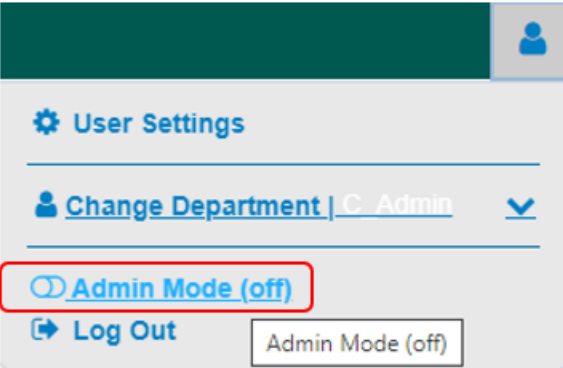 User Settings
Change Department | C_Admin
Admin Mode (off)
Log Out
Admin Mode (off)